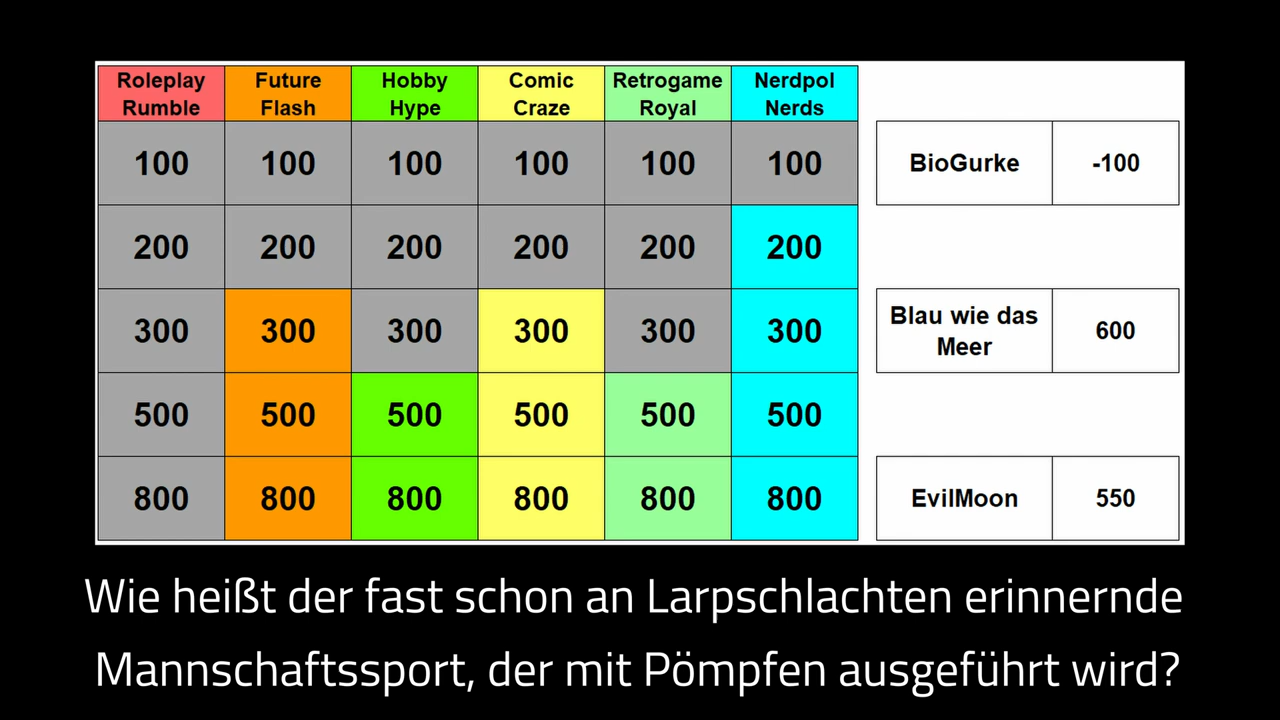 Roleplay Rumble Future Flash Hobby Hype Comic Craze Retrogame Royal Nerdpol Nerds
100 100 100 100 100 100 BioGurke -100
200 200 200 200 200 200
300 300 300 300 300 300 Blau wie das Meer 600
500 500 500 500 500 500
800 800 800 800 800 800 EvilMoon 550
Wie heißt der fast schon an Larpschlachten erinnernde
Mannschaftssport, der mit Pömpfen ausgeführt wird?